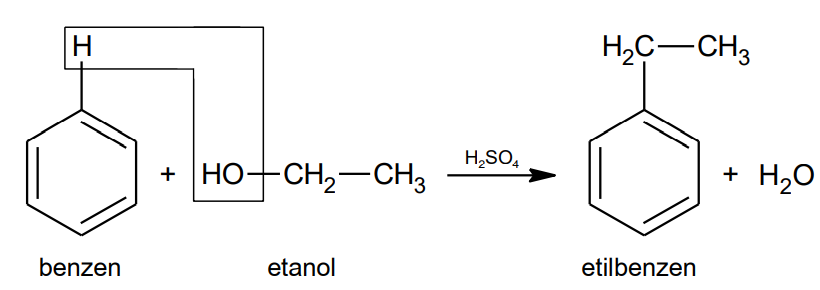 H
H₂C—CH₃
+ HO—CH₂—CH₃ H₂SO₄ + H₂O
benzen etanol etilbenzen